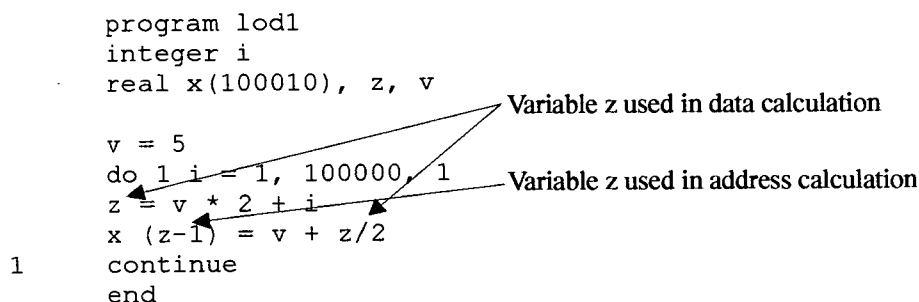 program lod1
integer i
real x(100010), z, v
Variable z used in data calculation
v = 5
do 1 i = 1, 100000, 1
Variable z used in address calculation
z = v * 2 + i
x (z-1) = v + z/2
1 continue
end